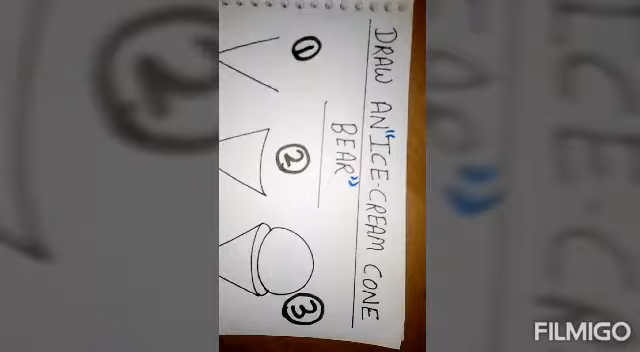 DRAW AN "ICE-CREAM CONE
BEAR"
1
2
3
FILMIGO